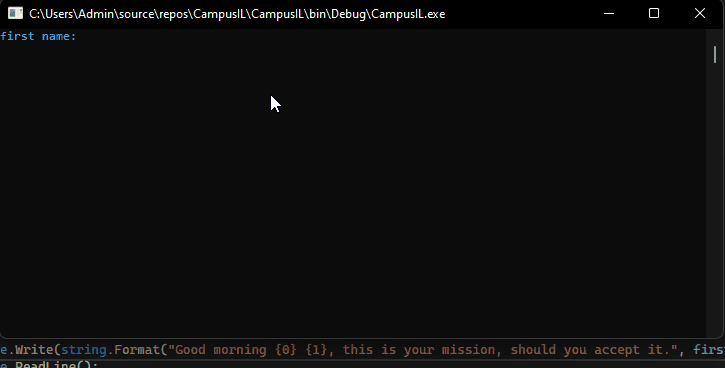 C:\Users\Admin\source\repos\CampusIL\CampusIL\bin\Debug\CampusIL.exe
first name:
e.Write(string.Format("Good morning {0} {1}, this is your mission, should you accept it.", firs
e.ReadLine();